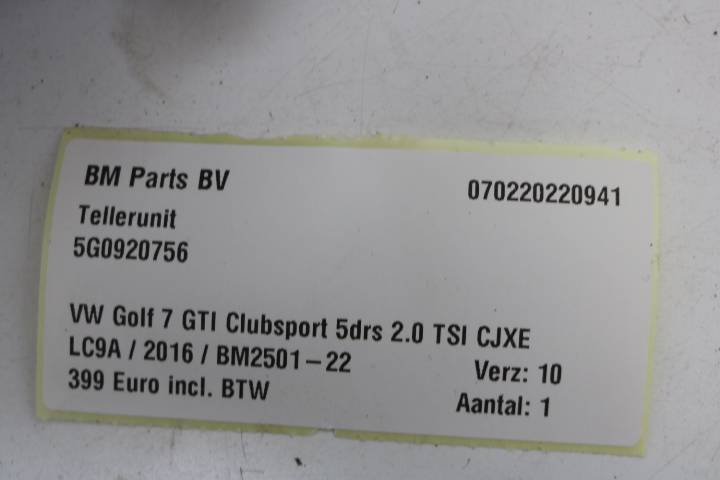 BM Parts BV 070220220941
Tellerunit
5G0920756
VW Golf 7 GTI Clubsport 5drs 2.0 TSI CJXE
LC9A / 2016 / BM2501-22 Verz: 10
399 Euro incl. BTW Aantal: 1